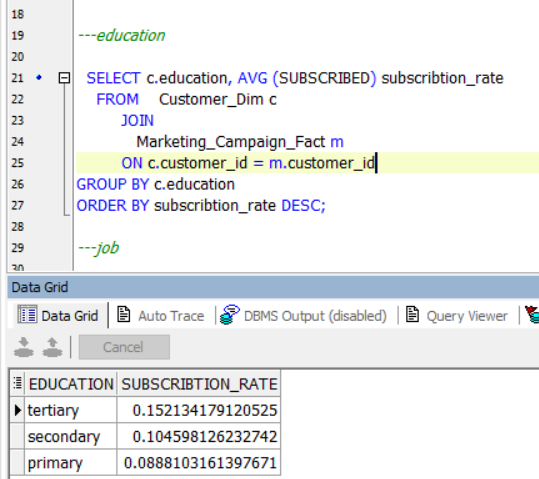 18
19 ---education
20
21 SELECT c.education, AVG (SUBSCRIBED) subscribtion_rate
22 FROM Customer_Dim c
23 JOIN
24 Marketing_Campaign_Fact m
25 ON c.customer_id = m.customer_id
26 GROUP BY c.education
27 ORDER BY subscribtion_rate DESC;
28
29 ---job
30
Data Grid
Data Grid Auto Trace DBMS Output (disabled) Query Viewer
Cancel
EDUCATION SUBSCRIBTION_RATE
tertiary 0.152134179120525
secondary 0.104598126232742
primary 0.0888103161397671